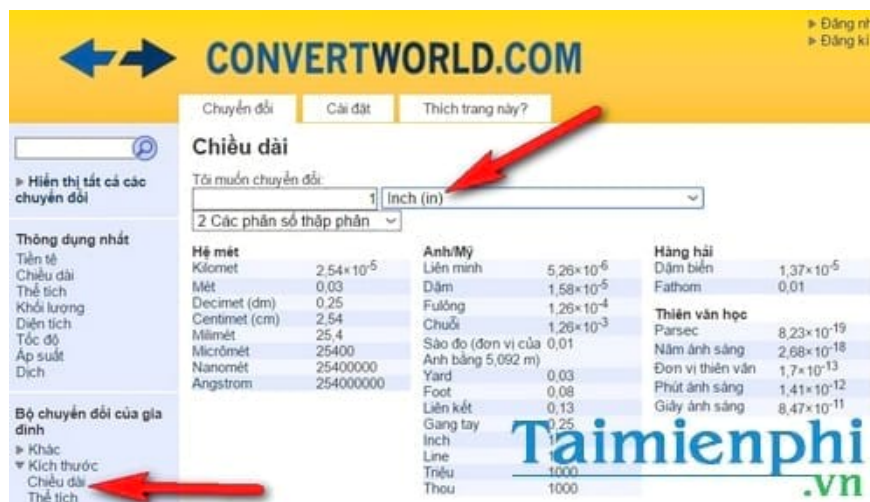 ▶ Đăng nh
▶ Đăng kí
CONVERTWORLD.COM
Chuyển đổi
Cài đặt
Thích trang này?
▶ Hiển thị tất cả các
chuyển đổi
Thông dụng nhất
Tiền tệ
Chiều dài
Thể tích
Khối lượng
Diện tích
Tốc độ
Áp suất
Dịch
Bộ chuyển đổi của gia
đình
▶ Khác
▼ Kích thước
Chiều dài
Thể tích
Chiều dài
Tôi muốn chuyển đổi:
1 Inch (in)
2 Các phân số thập phân
Hệ mét
Kilomet 2,54×10⁻⁵
Mét 0,03
Decimet (dm) 0,25
Centimet (cm) 2,54
Milimét 25,4
Micrômét 25400
Nanomét 25400000
Angstrom 254000000
Anh/Mỹ
Liên minh 5,26×10⁻⁶
Dặm 1,58×10⁻⁵
Fulông 1,26×10⁻⁴
Chuỗi 1,26×10⁻³
Sào đo (đơn vị của 0,01
Anh bằng 5,092 m)
Yard 0,03
Foot 0,08
Liên kết 0,13
Gang tay 0,25
Inch
Line
Triệu 1000
Thou 1000
Hàng hải
Dặm biển 1,37×10⁻⁵
Fathom 0,01
Thiên văn học
Parsec 8,23×10⁻¹⁹
Năm ánh sáng 2,68×10⁻¹⁸
Đơn vị thiên văn 1,7×10⁻¹³
Phút ánh sáng 1,41×10⁻¹²
Giây ánh sáng 8,47×10⁻¹¹
Taimienphi
.vn